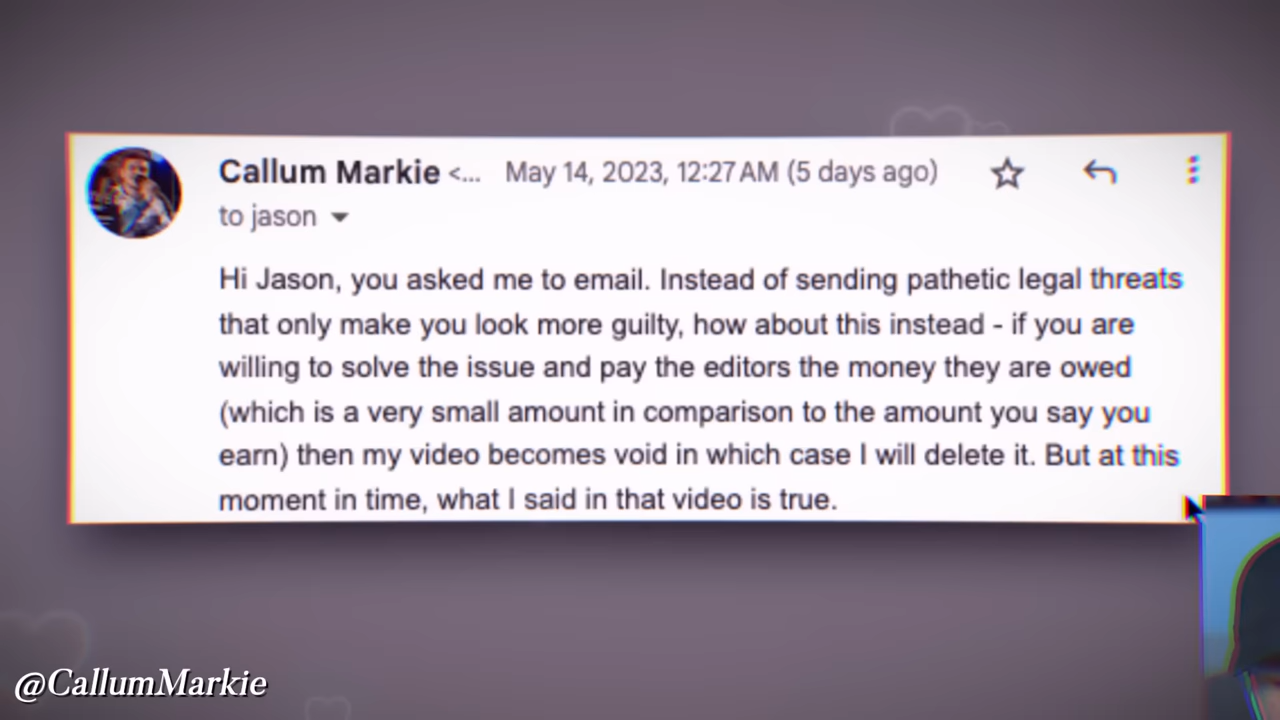 Callum Markie <... May 14, 2023, 12:27 AM (5 days ago)
to jason
Hi Jason, you asked me to email. Instead of sending pathetic legal threats
that only make you look more guilty, how about this instead - if you are
willing to solve the issue and pay the editors the money they are owed
(which is a very small amount in comparison to the amount you say you
earn) then my video becomes void in which case I will delete it. But at this
moment in time, what I said in that video is true.
@CallumMarkie